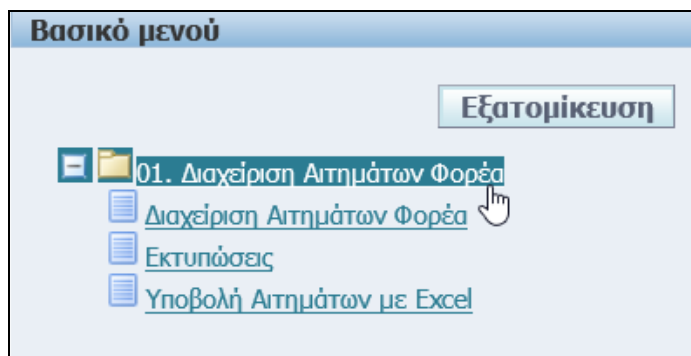 Βασικό μενού
Εξατομίκευση
01. Διαχείριση Αιτημάτων Φορέα
Διαχείριση Αιτημάτων Φορέα
Εκτυπώσεις
Υποβολή Αιτημάτων με Excel